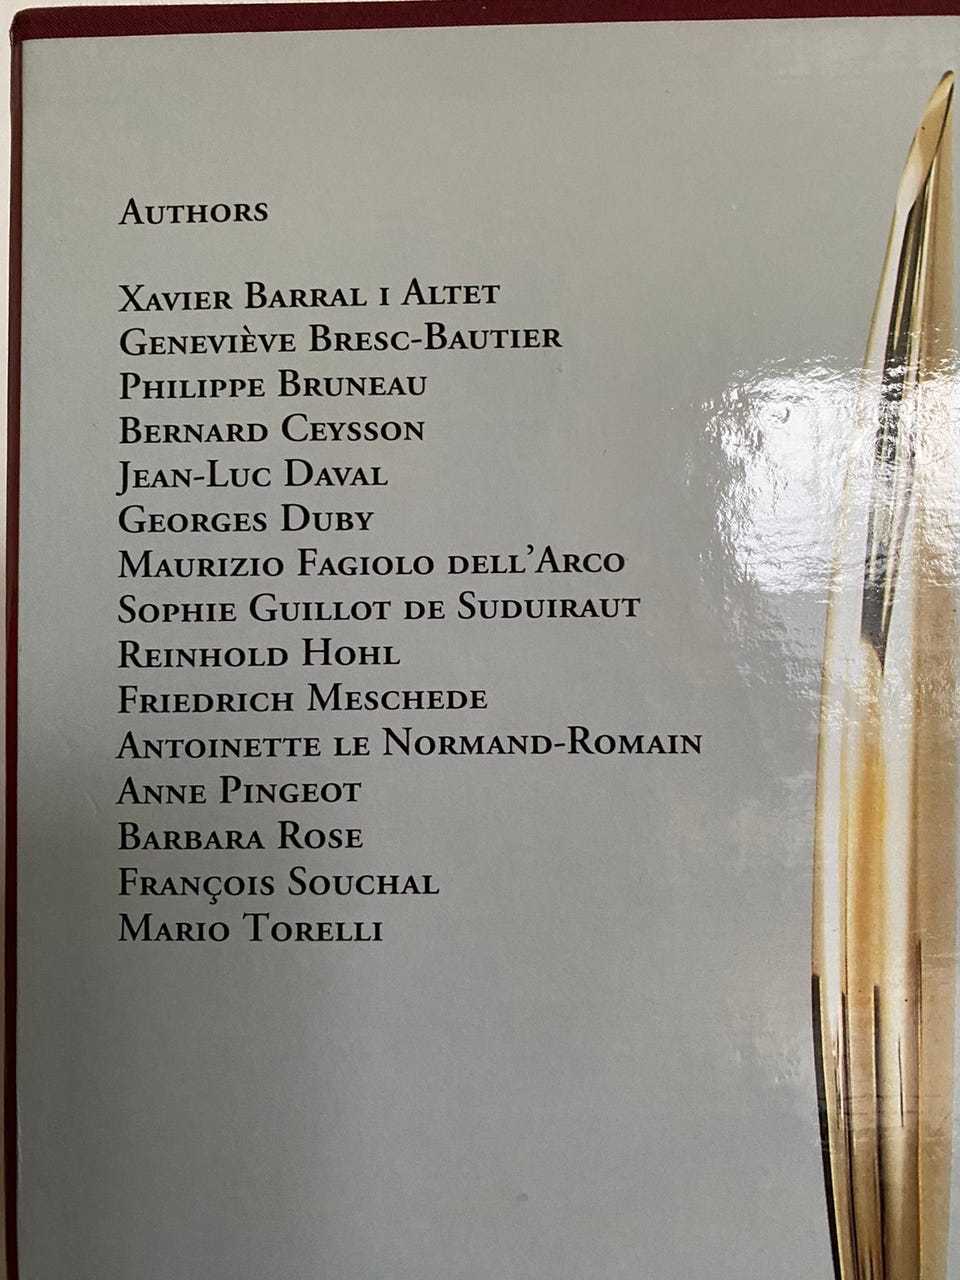 Authors
Xavier Barral i Altet
Geneviève Bresc-Bautier
Philippe Bruneau
Bernard Ceysson
Jean-Luc Daval
Georges Duby
Maurizio Fagiolo dell'Arco
Sophie Guillot de Suduiraut
Reinhold Hohl
Friedrich Meschede
Antoinette le Normand-Romain
Anne Pingeot
Barbara Rose
François Souchal
Mario Torelli